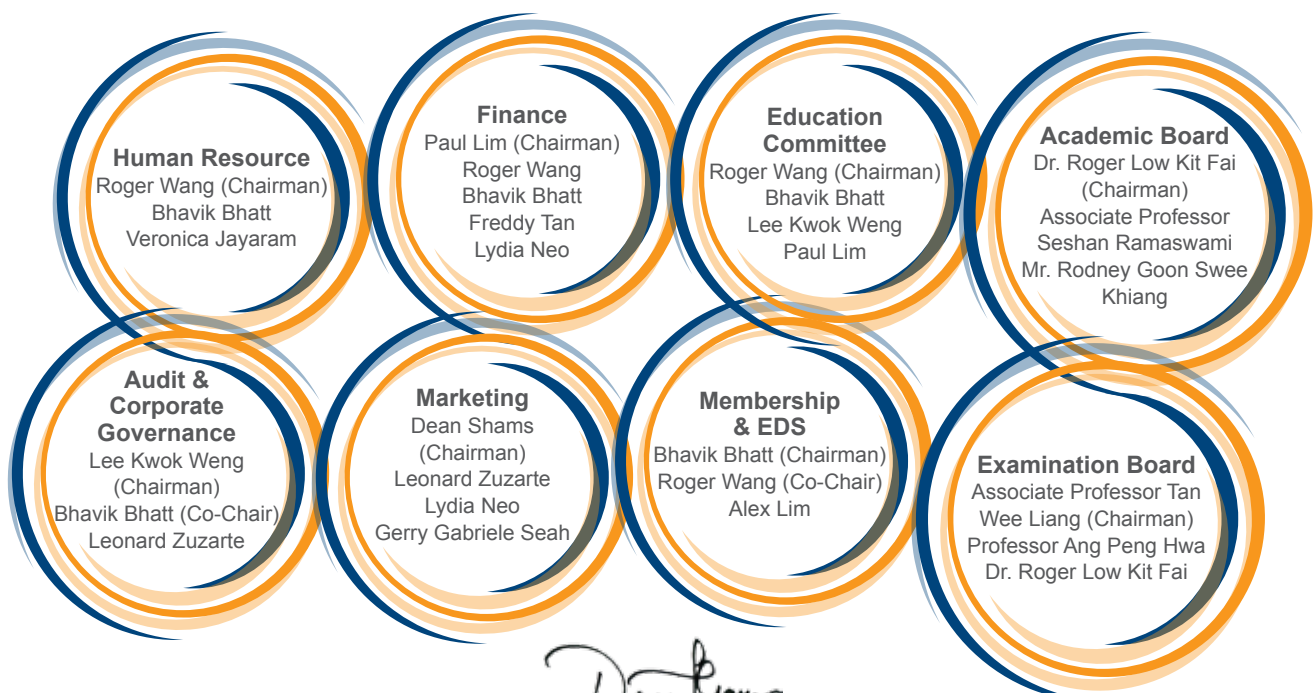 Human Resource
Roger Wang (Chairman)
Bhavik Bhatt
Veronica Jayaram
Finance
Paul Lim (Chairman)
Roger Wang
Bhavik Bhatt
Freddy Tan
Lydia Neo
Education
Committee
Roger Wang (Chairman)
Bhavik Bhatt
Lee Kwok Weng
Paul Lim
Academic Board
Dr. Roger Low Kit Fai
(Chairman)
Associate Professor
Seshan Ramaswami
Mr. Rodney Goon Swee
Khiang
Audit &
Corporate
Governance
Lee Kwok Weng
(Chairman)
Bhavik Bhatt (Co-Chair)
Leonard Zuzarte
Marketing
Dean Shams
(Chairman)
Leonard Zuzarte
Lydia Neo
Gerry Gabriele Seah
Membership
& EDS
Bhavik Bhatt (Chairman)
Roger Wang (Co-Chair)
Alex Lim
Examination Board
Associate Professor Tan
Wee Liang (Chairman)
Professor Ang Peng Hwa
Dr. Roger Low Kit Fai